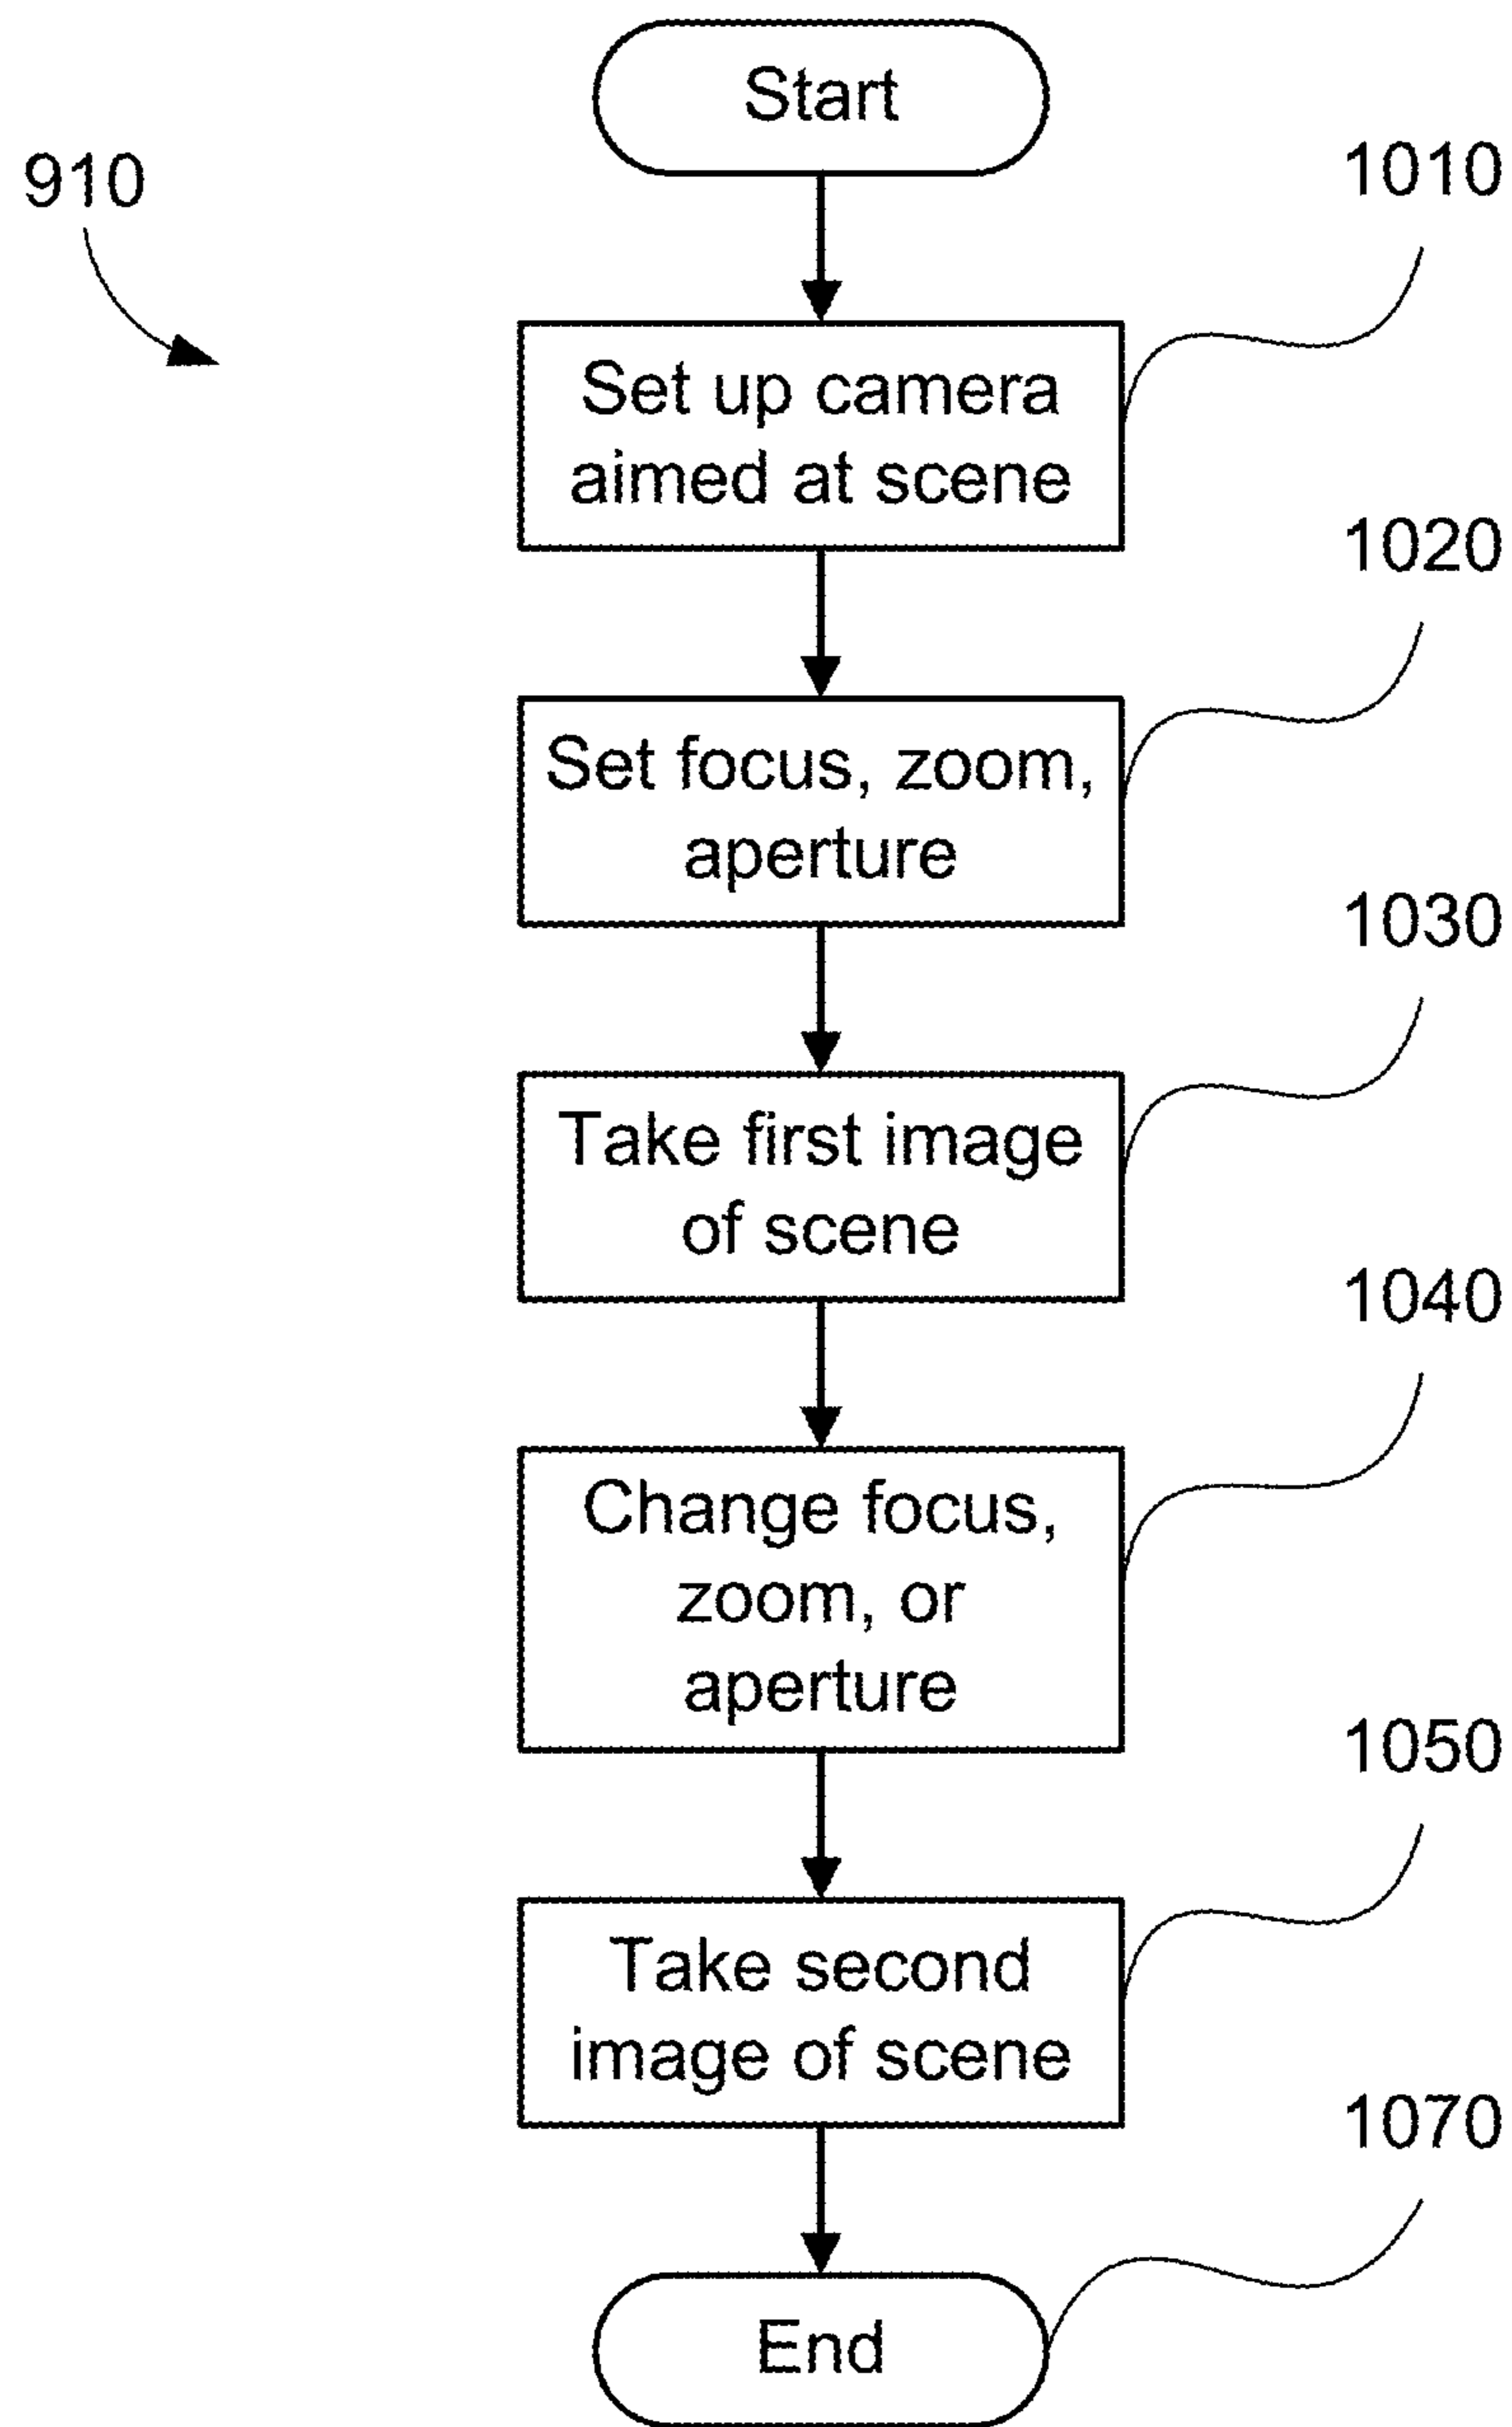 Start
910
1010
Set up camera
aimed at scene
1020
Set focus, zoom,
aperture
1030
Take first image
of scene
1040
Change focus,
zoom, or
aperture
1050
Take second
image of scene
1070
End